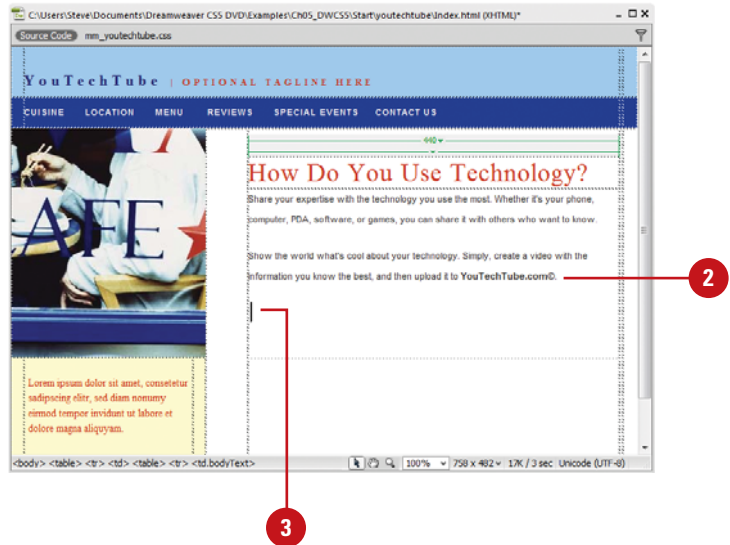 C:\Users\Steve\Documents\Dreamweaver CS5 DVD\Examples\Ch05_DWCS5\Start\youtechtube\Index.html (XHTML)*
Source Code mm_youtechtube.css
YouTechTube | OPTIONAL TAGLINE HERE
CUISINE LOCATION MENU REVIEWS SPECIAL EVENTS CONTACT US
440
How Do You Use Technology?
Share your expertise with the technology you use the most. Whether it's your phone,
computer, PDA, software, or games, you can share it with others who want to know.
Show the world what's cool about your technology. Simply, create a video with the
information you know the best, and then upload it to YouTechTube.com©.
2
AFE
3
Lorem ipsum dolor sit amet, consetetur
sadipscing elitr, sed diam nonumy
eirmod tempor invidunt ut labore et
dolore magna aliquyam.
<body> <table> <tr> <td> <table> <tr> <td.bodyText>
100% 758 x 482 17K / 3 sec Unicode (UTF-8)